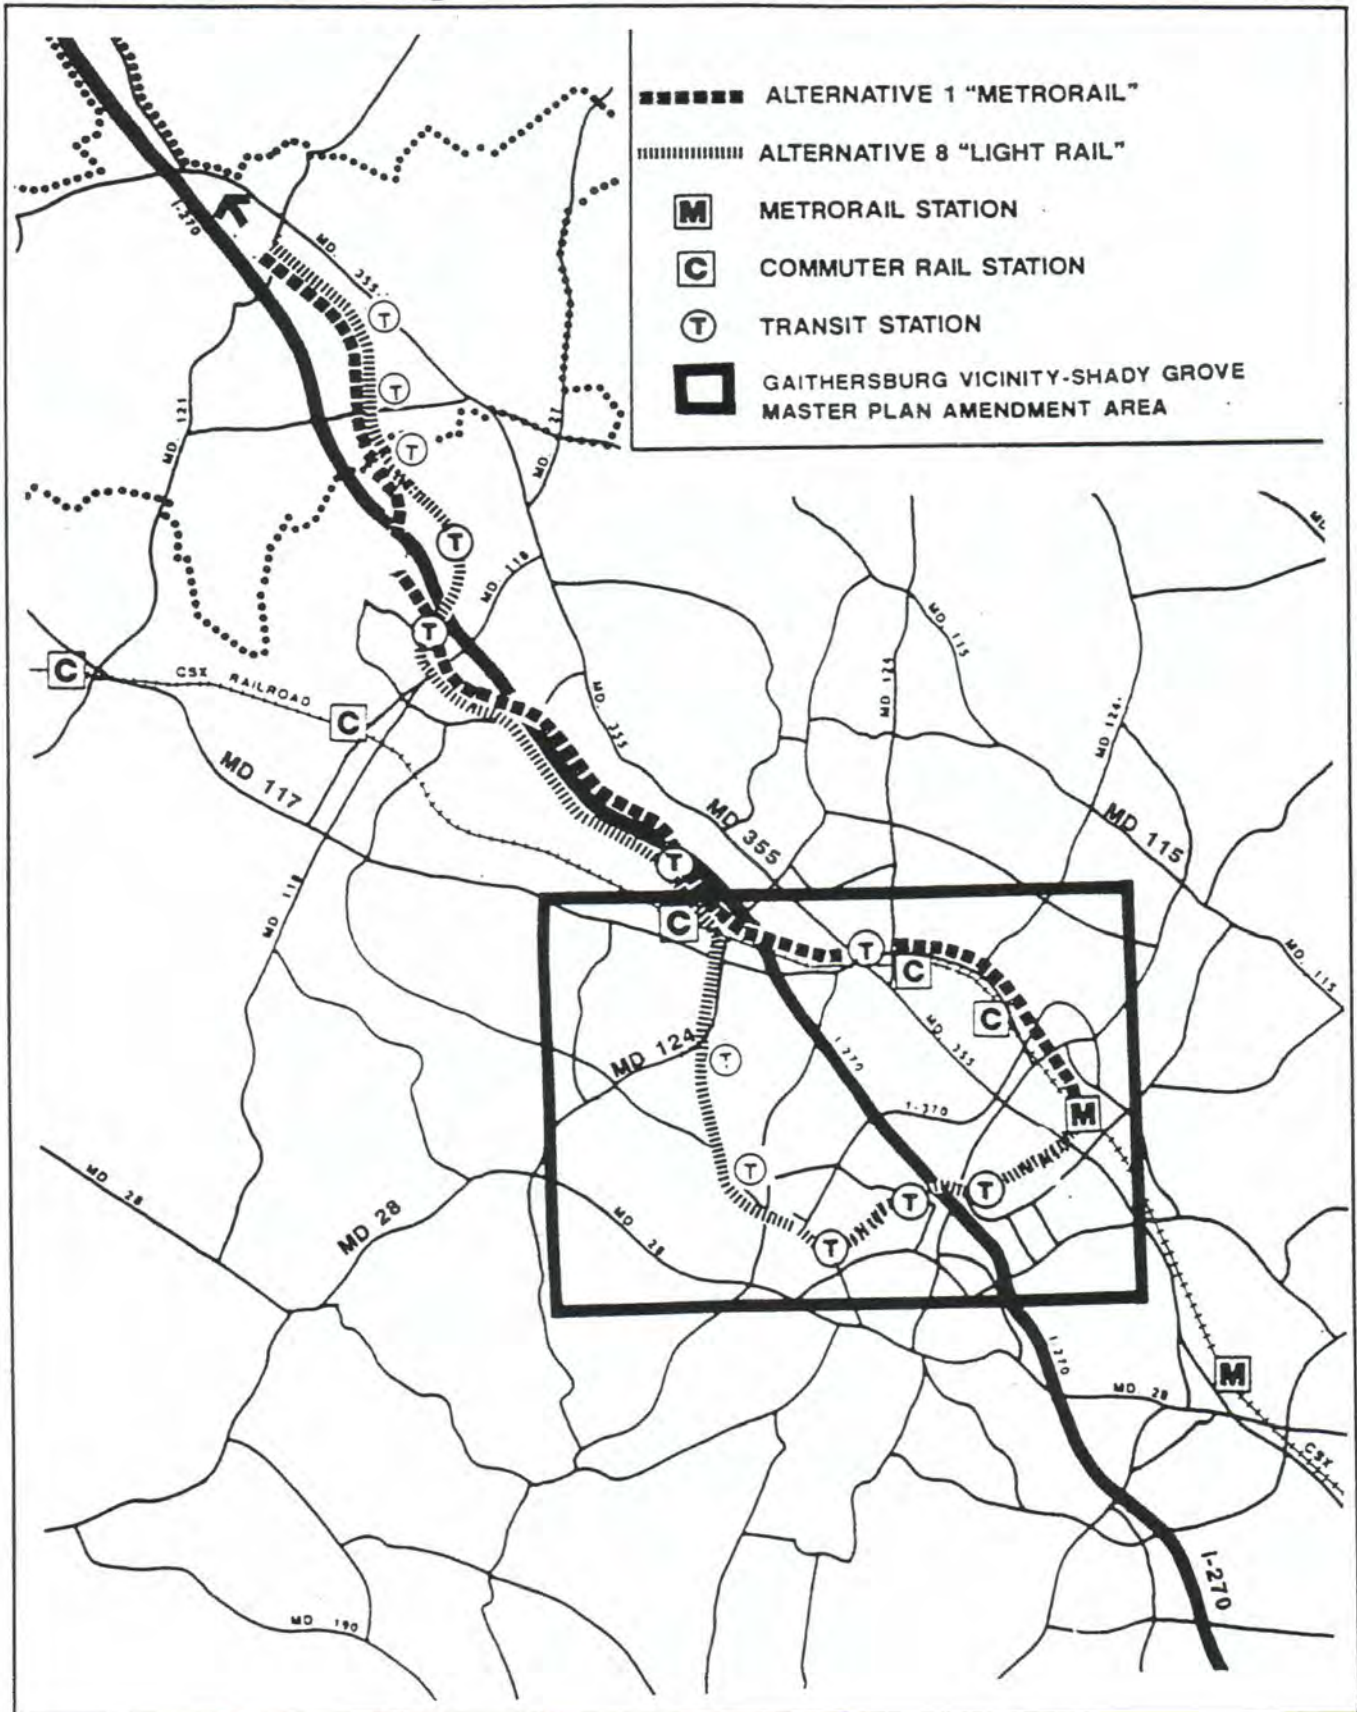 ALTERNATIVE 1 "METRORAIL"
ALTERNATIVE 8 "LIGHT RAIL"
M METRORAIL STATION
C COMMUTER RAIL STATION
T TRANSIT STATION
GAITHERSBURG VICINITY-SHADY GROVE
MASTER PLAN AMENDMENT AREA
I-270
MD. 355
T
T
MD. 121
T
MD. 27
T
MD. 118
T
C
CSX RAILROAD
C
MD. 355
MD 124
MD. 115
MD 124
MD 117
MD 355
MD 115
T
MD. 118
C
T
C
C
MD. 115
MD 124
T
I-270
MD. 355
I-370
M
MD 28
MD 28
T
MD. 28
T
T
T
I-270
M
MD. 28
CSX
I-270
MD 190